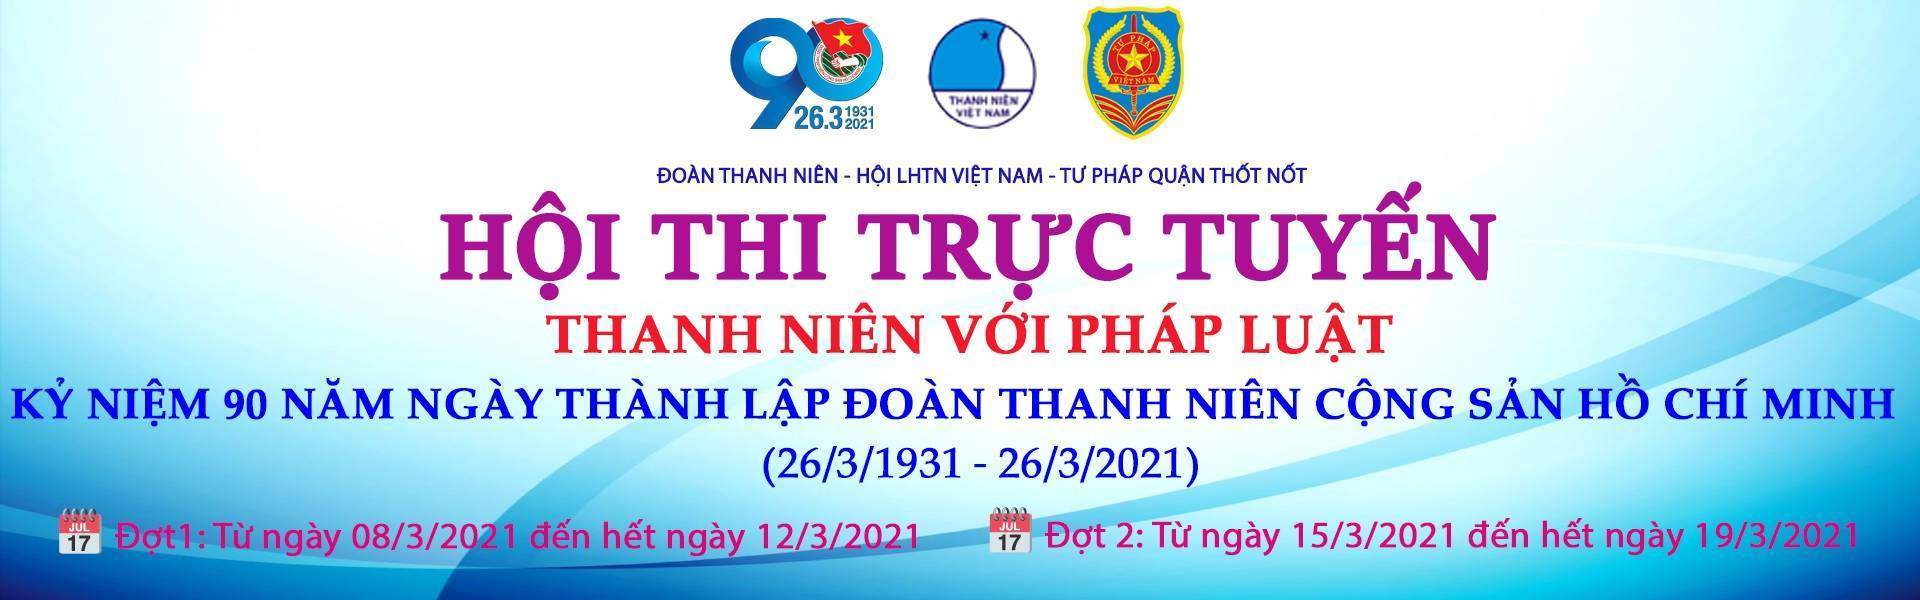 26.3 1931
2021
THANH NIÊN
VIỆT NAM
TƯ PHÁP
VIỆT NAM
ĐOÀN THANH NIÊN - HỘI LHTN VIỆT NAM - TƯ PHÁP QUẬN THỐT NỐT
HỘI THI TRỰC TUYẾN
THANH NIÊN VỚI PHÁP LUẬT
KỶ NIỆM 90 NĂM NGÀY THÀNH LẬP ĐOÀN THANH NIÊN CỘNG SẢN HỒ CHÍ MINH
(26/3/1931 - 26/3/2021)
JUL
17
Đợt1: Từ ngày 08/3/2021 đến hết ngày 12/3/2021
JUL
17
Đợt 2: Từ ngày 15/3/2021 đến hết ngày 19/3/2021